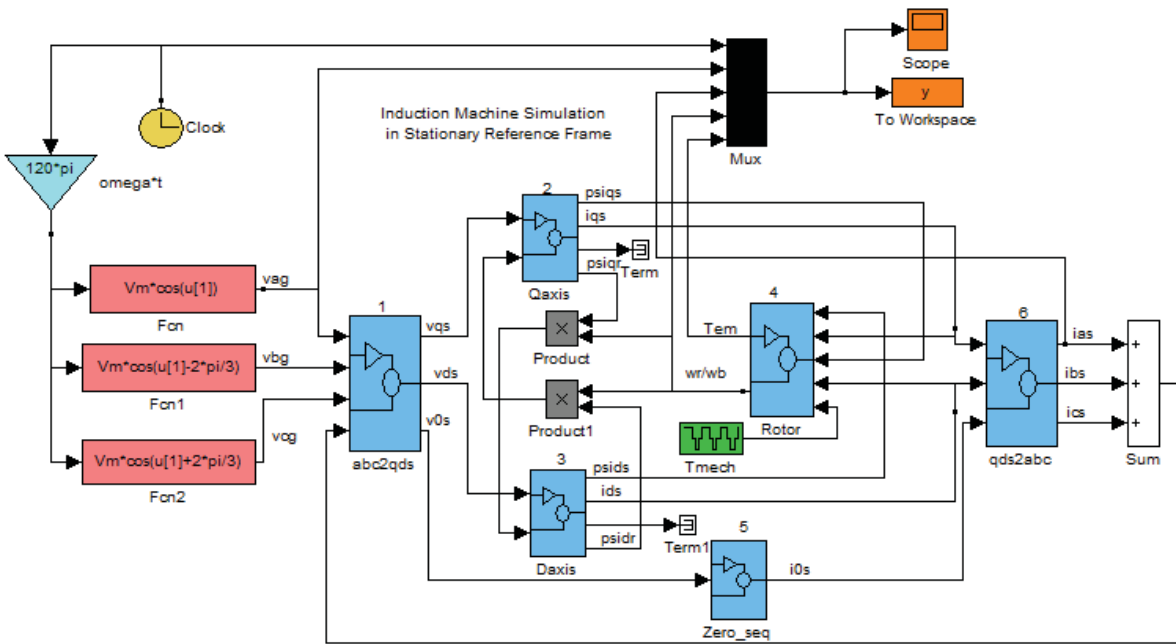 Scope
Clock
Induction Machine Simulation
in Stationary Reference Frame
y
To Workspace
Mux
120*pi
omega*t
2
psiqs
iqs
psiqr
Term
Qaxis
Vm*cos(u[1])
vag
Fcn
1
vqs
4
6
Tem
ias
Product
Vm*cos(u[1]-2*pi/3)
vbg
vds
wr/wb
ibs
Fcn1
Product1
Rotor
ics
vcg
v0s
Vm*cos(u[1]+2*pi/3)
abc2qds
Tmech
qds2abc
Sum
Fcn2
3
psids
ids
psidr
Term1
Daxis
5
i0s
Zero_seq
+
+
+